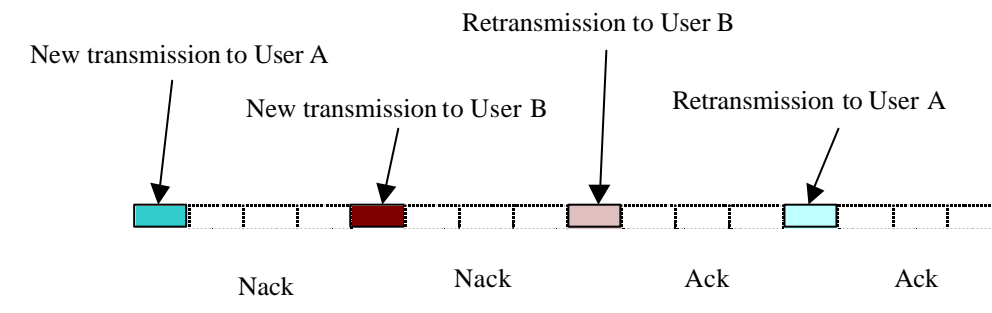 Retransmission to User B
New transmission to User A
Retransmission to User A
New transmission to User B
Nack
Nack
Ack
Ack